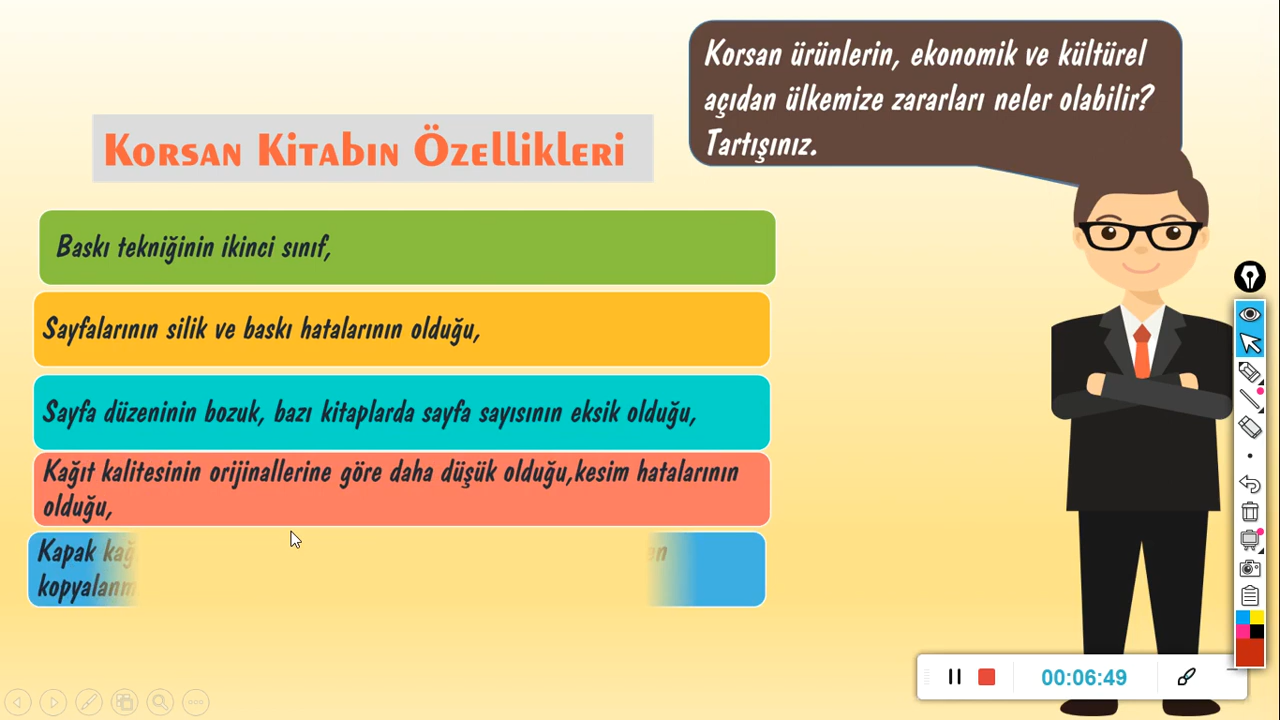 Korsan ürünlerin, ekonomik ve kültürel
açıdan ülkemize zararları neler olabilir?
Tartışınız.
Korsan Kitabın Özellikleri
Baskı tekniğinin ikinci sınıf,
Sayfalarının silik ve baskı hatalarının olduğu,
Sayfa düzeninin bozuk, bazı kitaplarda sayfa sayısının eksik olduğu,
Kağıt kalitesinin orijinallerine göre daha düşük olduğu,kesim hatalarının
olduğu,
Kapak
00:06:49